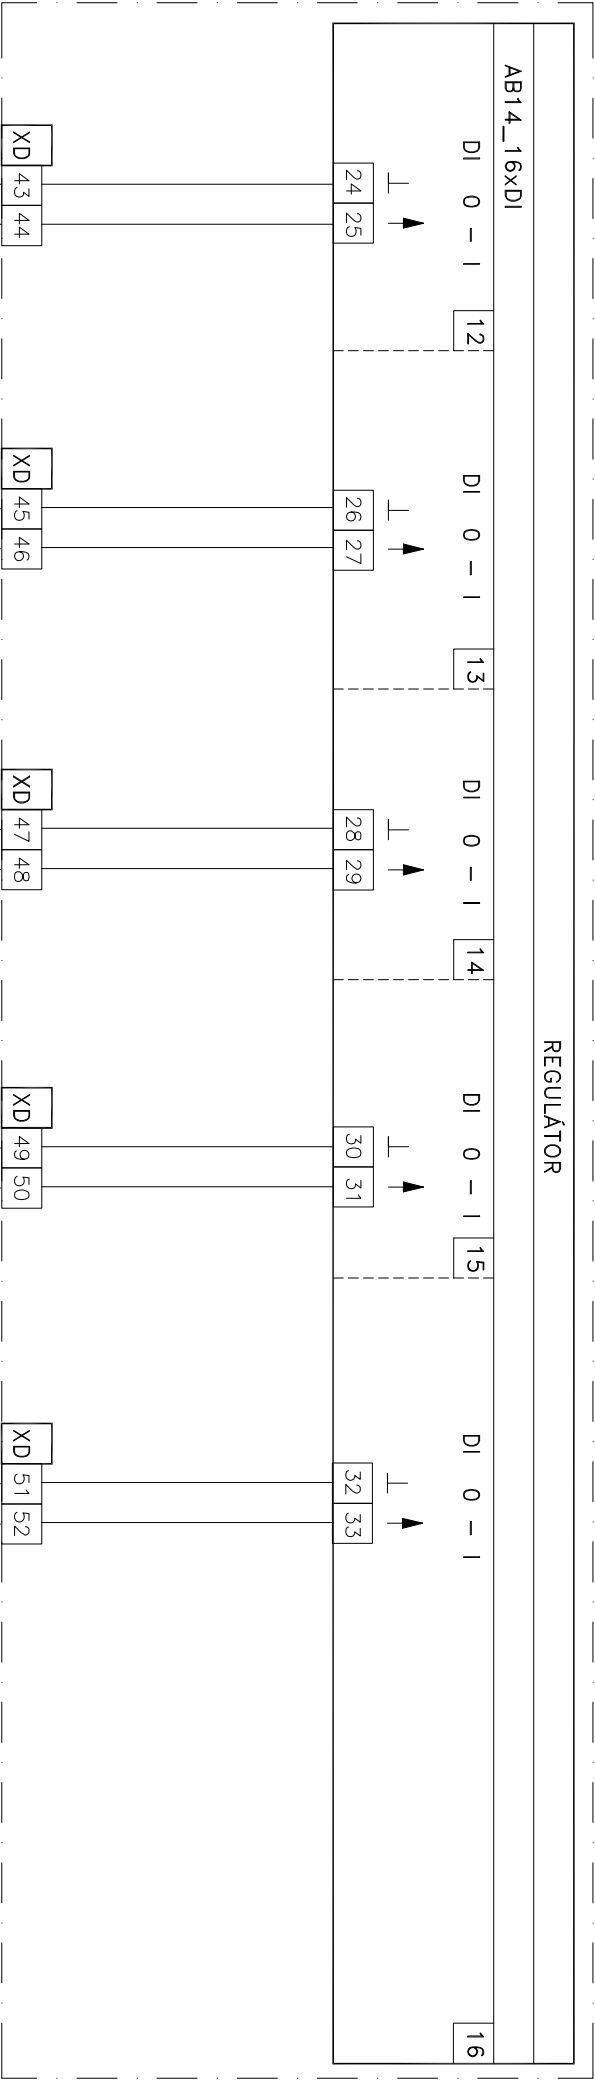 REGULÁTOR
AB14_16xDI
DI 0 – I
DI 0 – I
DI 0 – I
DI 0 – I
DI 0 – I
12
13
14
15
16
24 25
26 27
28 29
30 31
32 33
XD
43 44
XD
45 46
XD
47 48
XD
49 50
XD
51 52